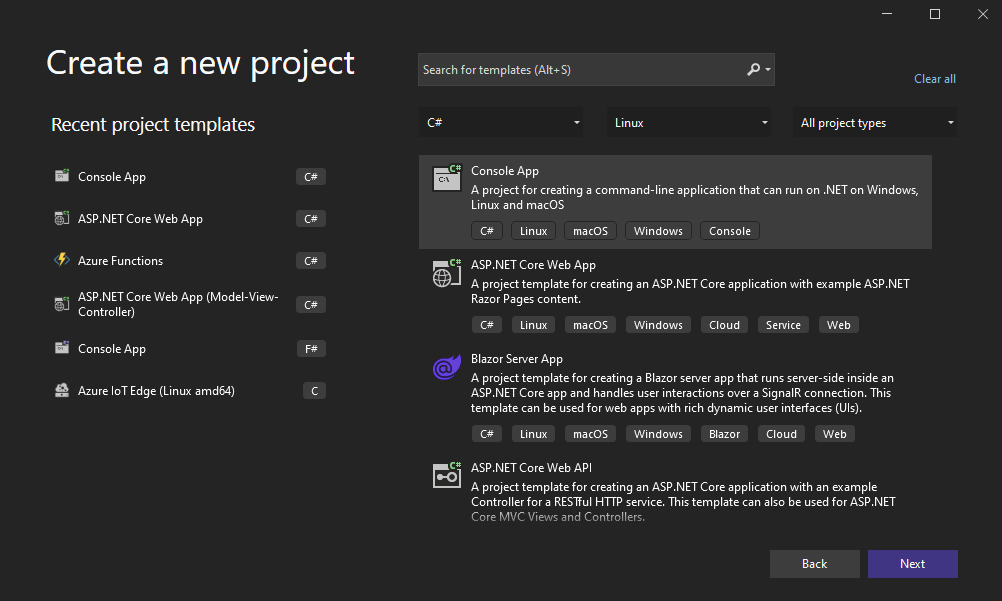 Create a new project
Search for templates (Alt+S)
Clear all
Recent project templates
C#
Linux
All project types
Console App
C#
ASP.NET Core Web App
C#
Azure Functions
C#
ASP.NET Core Web App (Model-View-
Controller)
C#
Console App
F#
Azure IoT Edge (Linux amd64)
C
C#
C:\
Console App
A project for creating a command-line application that can run on .NET on Windows,
Linux and macOS
C# Linux macOS Windows Console
C#
ASP.NET Core Web App
A project template for creating an ASP.NET Core application with example ASP.NET
Razor Pages content.
C# Linux macOS Windows Cloud Service Web
Blazor Server App
A project template for creating a Blazor server app that runs server-side inside an
ASP.NET Core app and handles user interactions over a SignalR connection. This
template can be used for web apps with rich dynamic user interfaces (UIs).
C# Linux macOS Windows Blazor Cloud Web
C#
ASP.NET Core Web API
A project template for creating an ASP.NET Core application with an example
Controller for a RESTful HTTP service. This template can also be used for ASP.NET
Core MVC Views and Controllers.
Back
Next